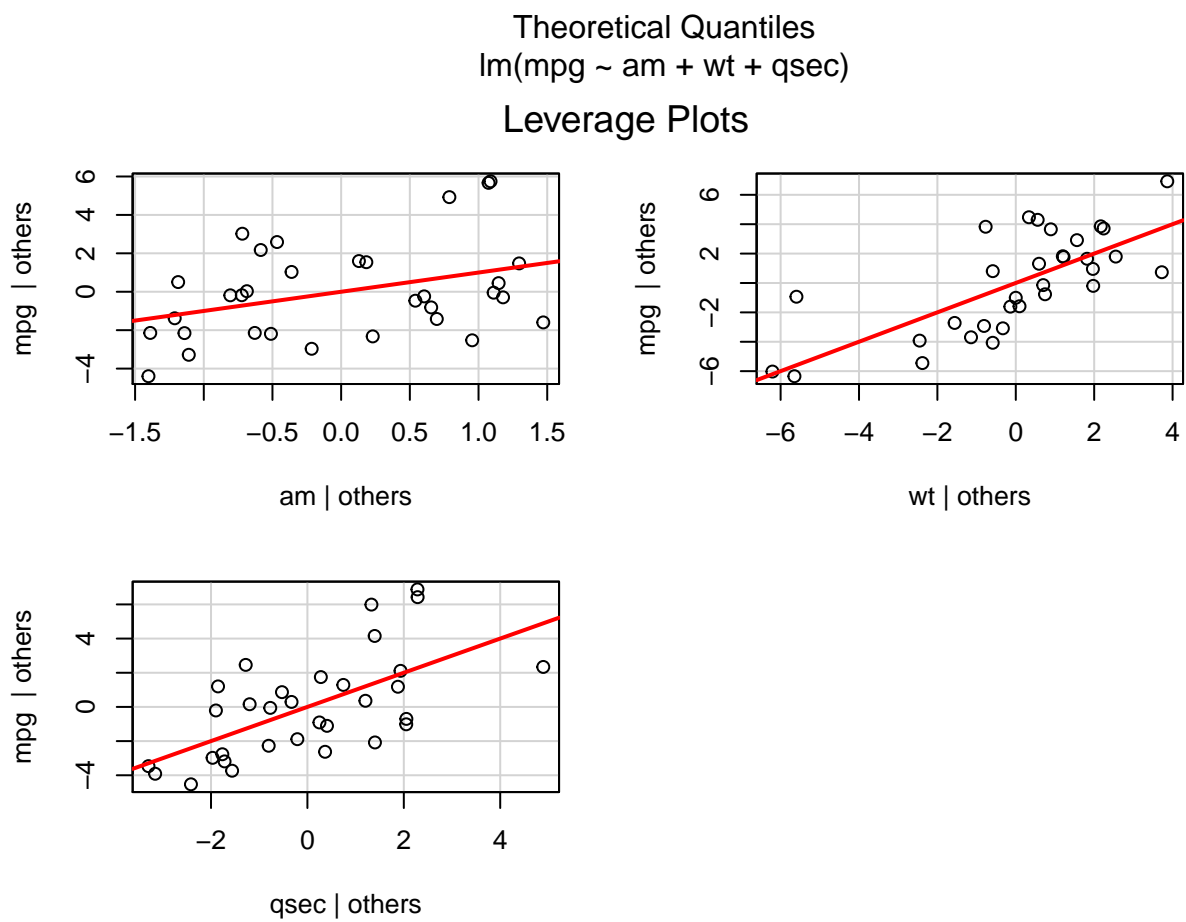 Theoretical Quantiles
lm(mpg ~ am + wt + qsec)
Leverage Plots
mpg | others
−4 0 2 4 6
−1.5 −0.5 0.0 0.5 1.0 1.5
am | others
mpg | others
−6 −2 2 6
−6 −4 −2 0 2 4
wt | others
mpg | others
−4 0 4
−2 0 2 4
qsec | others